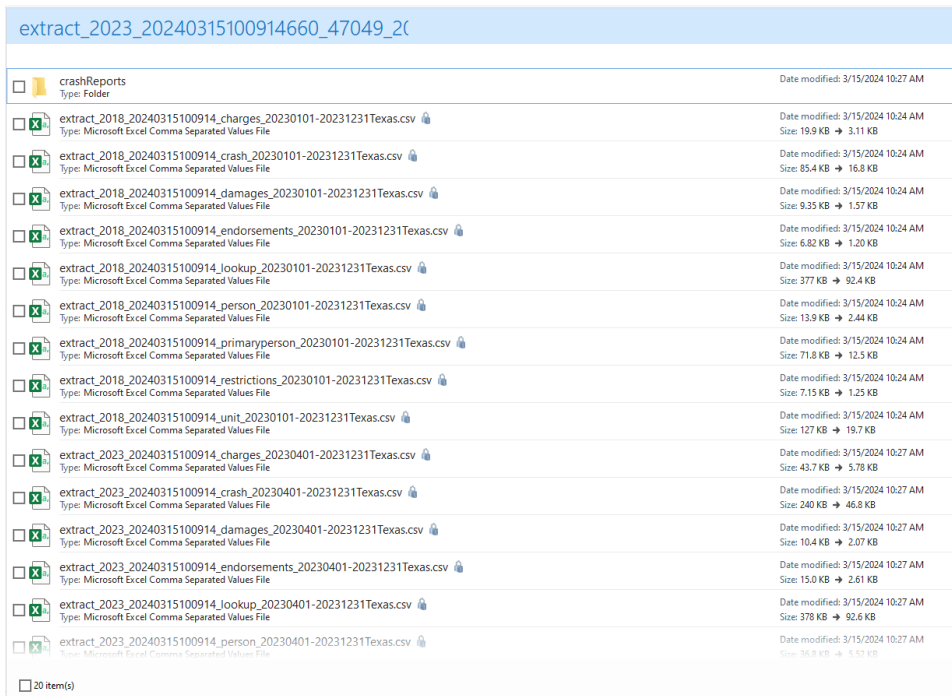 extract_2023_20240315100914660_47049_20
crashReports
Date modified: 3/15/2024 10:27 AM
Type: Folder
extract_2018_20240315100914_charges_20230101-20231231Texas.csv
Date modified: 3/15/2024 10:24 AM
Type: Microsoft Excel Comma Separated Values File
Size: 19.9 KB → 3.11 KB
extract_2018_20240315100914_crash_20230101-20231231Texas.csv
Date modified: 3/15/2024 10:24 AM
Type: Microsoft Excel Comma Separated Values File
Size: 85.4 KB → 16.8 KB
extract_2018_20240315100914_damages_20230101-20231231Texas.csv
Date modified: 3/15/2024 10:24 AM
Type: Microsoft Excel Comma Separated Values File
Size: 9.35 KB → 1.57 KB
extract_2018_20240315100914_endorsements_20230101-20231231Texas.csv
Date modified: 3/15/2024 10:24 AM
Type: Microsoft Excel Comma Separated Values File
Size: 6.82 KB → 1.20 KB
extract_2018_20240315100914_lookup_20230101-20231231Texas.csv
Date modified: 3/15/2024 10:24 AM
Type: Microsoft Excel Comma Separated Values File
Size: 377 KB → 92.4 KB
extract_2018_20240315100914_person_20230101-20231231Texas.csv
Date modified: 3/15/2024 10:24 AM
Type: Microsoft Excel Comma Separated Values File
Size: 13.9 KB → 2.44 KB
extract_2018_20240315100914_primaryperson_20230101-20231231Texas.csv
Date modified: 3/15/2024 10:24 AM
Type: Microsoft Excel Comma Separated Values File
Size: 71.8 KB → 12.5 KB
extract_2018_20240315100914_restrictions_20230101-20231231Texas.csv
Date modified: 3/15/2024 10:24 AM
Type: Microsoft Excel Comma Separated Values File
Size: 7.15 KB → 1.25 KB
extract_2018_20240315100914_unit_20230101-20231231Texas.csv
Date modified: 3/15/2024 10:24 AM
Type: Microsoft Excel Comma Separated Values File
Size: 127 KB → 19.7 KB
extract_2023_20240315100914_charges_20230401-20231231Texas.csv
Date modified: 3/15/2024 10:27 AM
Type: Microsoft Excel Comma Separated Values File
Size: 43.7 KB → 5.78 KB
extract_2023_20240315100914_crash_20230401-20231231Texas.csv
Date modified: 3/15/2024 10:27 AM
Type: Microsoft Excel Comma Separated Values File
Size: 240 KB → 46.8 KB
extract_2023_20240315100914_damages_20230401-20231231Texas.csv
Date modified: 3/15/2024 10:27 AM
Type: Microsoft Excel Comma Separated Values File
Size: 10.4 KB → 2.07 KB
extract_2023_20240315100914_endorsements_20230401-20231231Texas.csv
Date modified: 3/15/2024 10:27 AM
Type: Microsoft Excel Comma Separated Values File
Size: 15.0 KB → 2.61 KB
extract_2023_20240315100914_lookup_20230401-20231231Texas.csv
Date modified: 3/15/2024 10:27 AM
Type: Microsoft Excel Comma Separated Values File
Size: 378 KB → 92.6 KB
extract_2023_20240315100914_person_20230401-20231231Texas.csv
Date modified: 3/15/2024 10:27 AM
Type: Microsoft Excel Comma Separated Values File
Size: 36.8 KB → 5.52 KB
20 item(s)